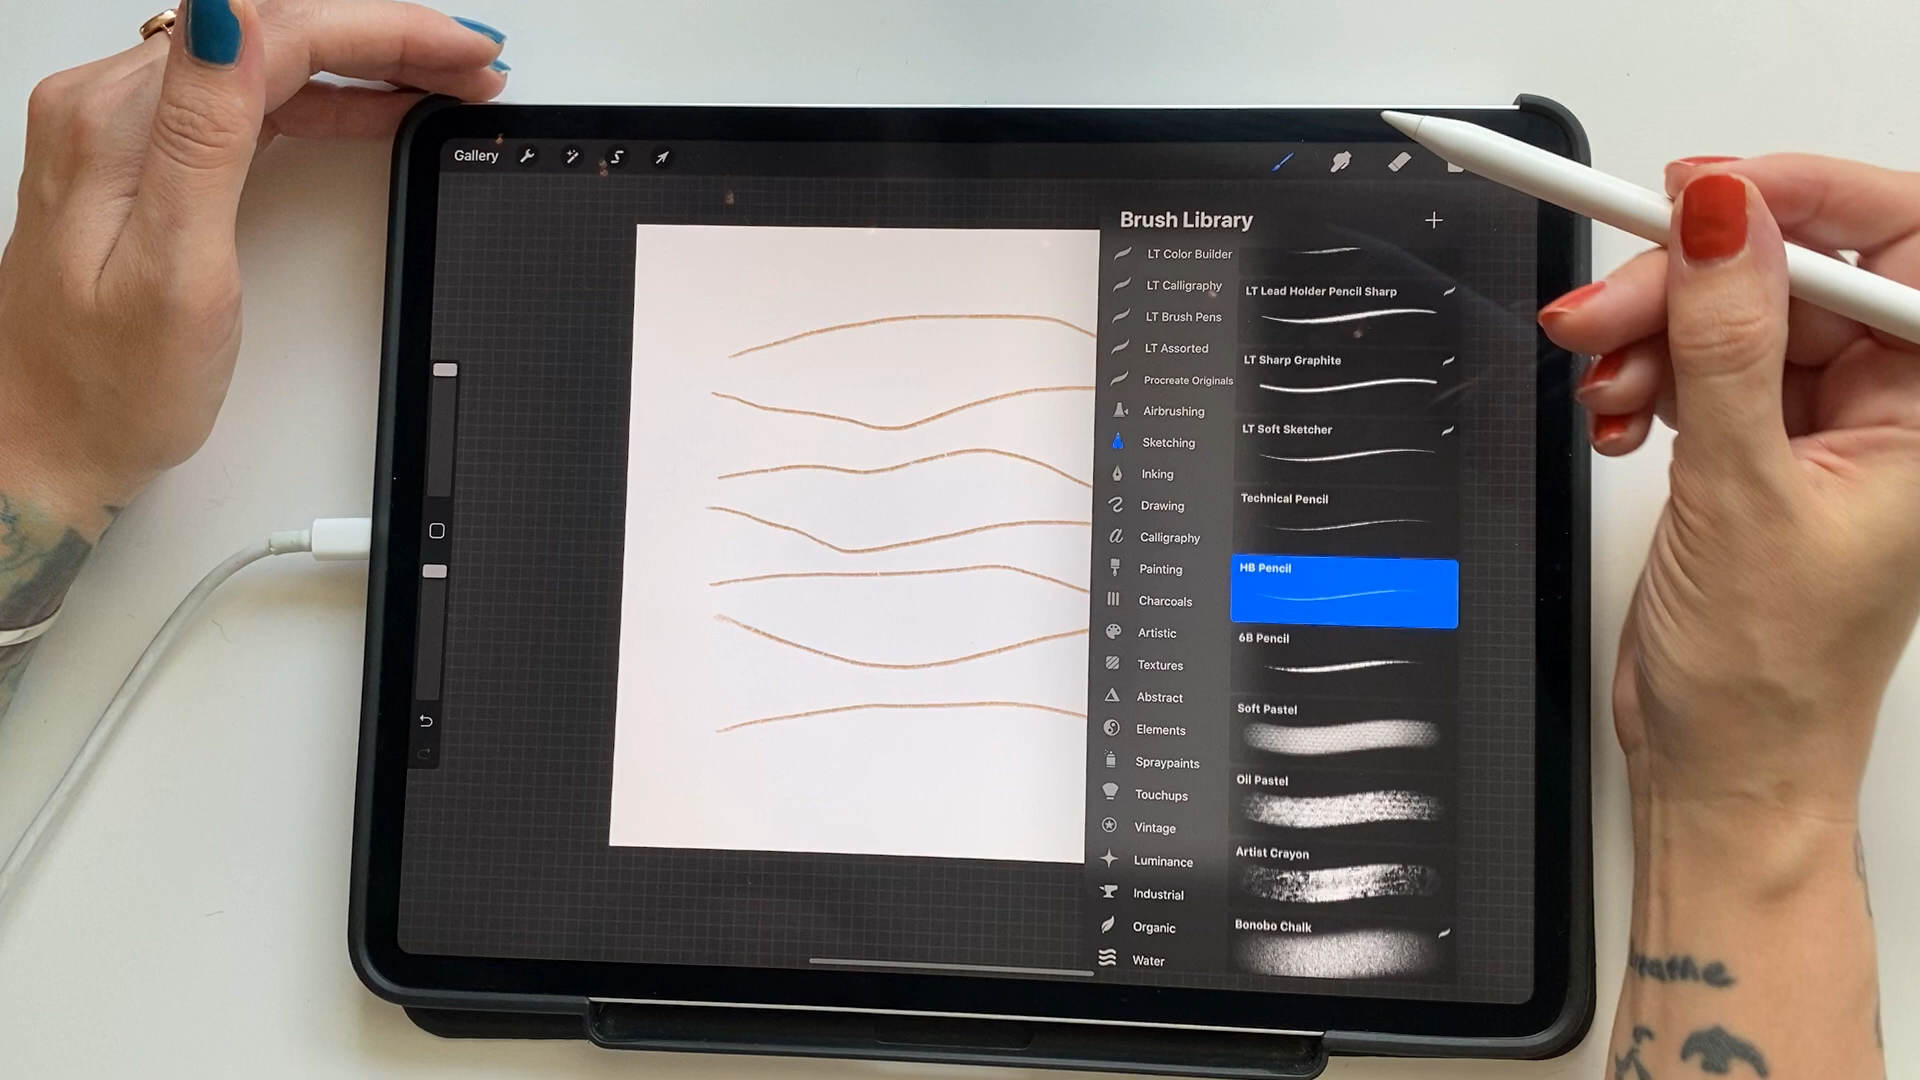 Gallery
Brush Library
LT Color Builder
LT Calligraphy
LT Brush Pens
LT Assorted
Procreate Originals
Airbrushing
Sketching
Inking
Drawing
Calligraphy
Painting
Charcoals
Artistic
Textures
Abstract
Elements
Spraypaints
Touchups
Vintage
Luminance
Industrial
Organic
Water
LT Lead Holder Pencil Sharp
LT Sharp Graphite
LT Soft Sketcher
Technical Pencil
HB Pencil
6B Pencil
Soft Pastel
Oil Pastel
Artist Crayon
Bonobo Chalk